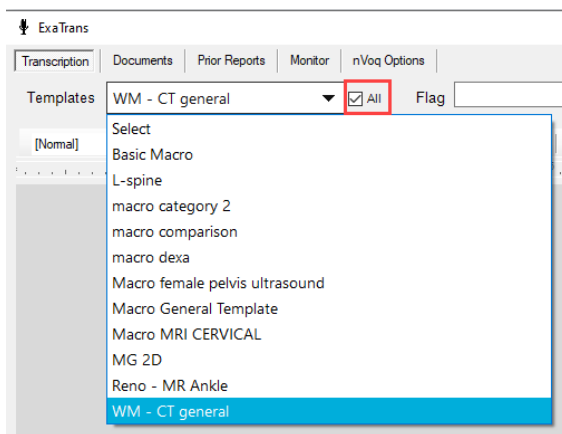 ExaTrans
Transcription Documents Prior Reports Monitor nVoq Options
Templates WM - CT general All Flag
[Normal]
Select
Basic Macro
L-spine
macro category 2
macro comparison
macro dexa
Macro female pelvis ultrasound
Macro General Template
Macro MRI CERVICAL
MG 2D
Reno - MR Ankle
WM - CT general